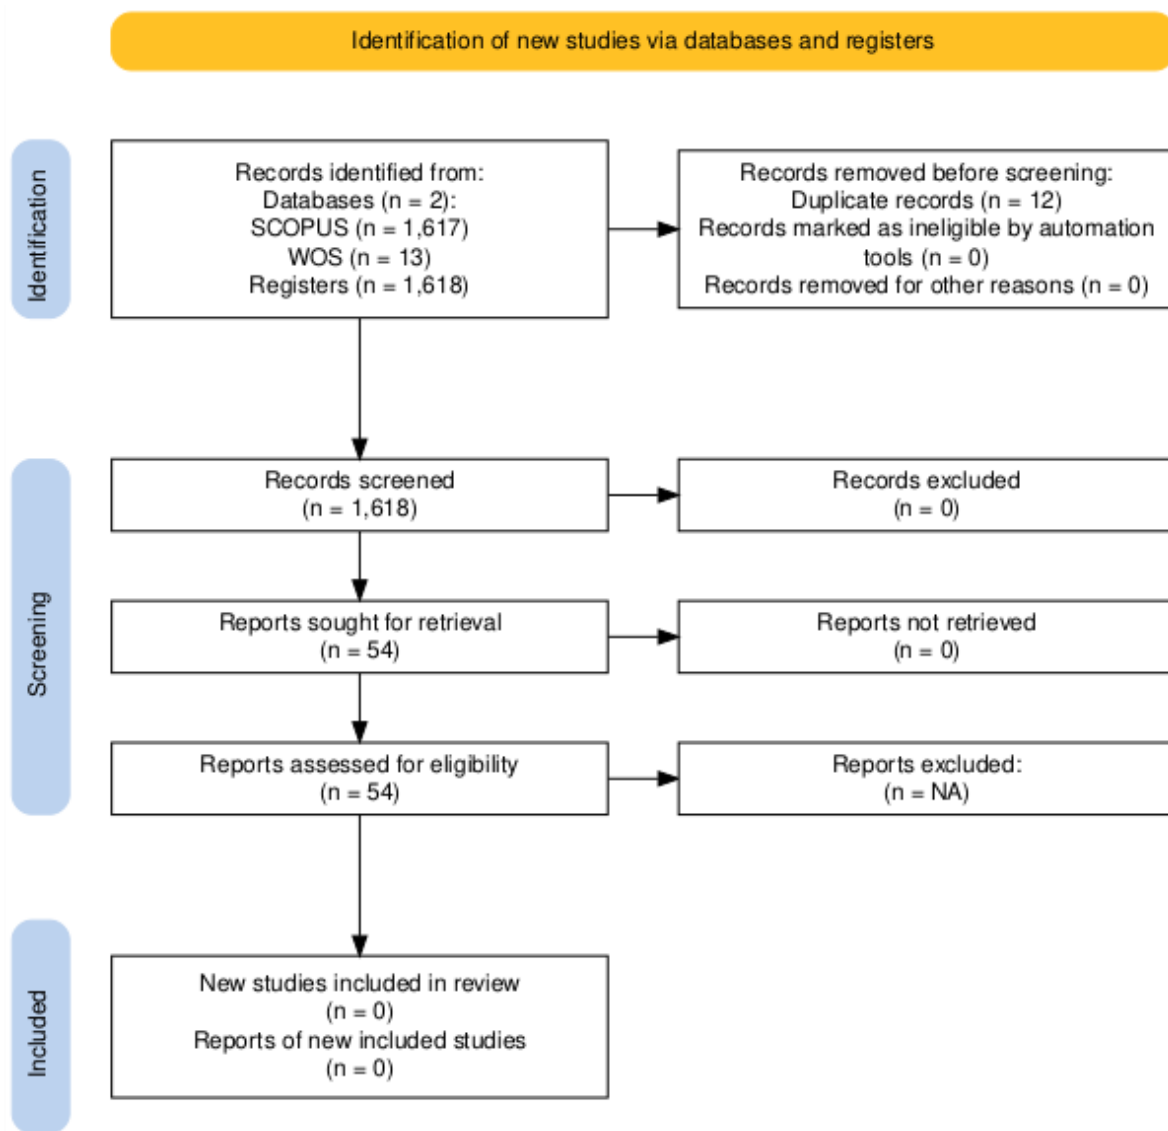 Identification of new studies via databases and registers
Identification
Records identified from:
Databases (n = 2):
SCOPUS (n = 1,617)
WOS (n = 13)
Registers (n = 1,618)
Records removed before screening:
Duplicate records (n = 12)
Records marked as ineligible by automation
tools (n = 0)
Records removed for other reasons (n = 0)
Screening
Records screened
(n = 1,618)
Records excluded
(n = 0)
Reports sought for retrieval
(n = 54)
Reports not retrieved
(n = 0)
Reports assessed for eligibility
(n = 54)
Reports excluded:
(n = NA)
Included
New studies included in review
(n = 0)
Reports of new included studies
(n = 0)